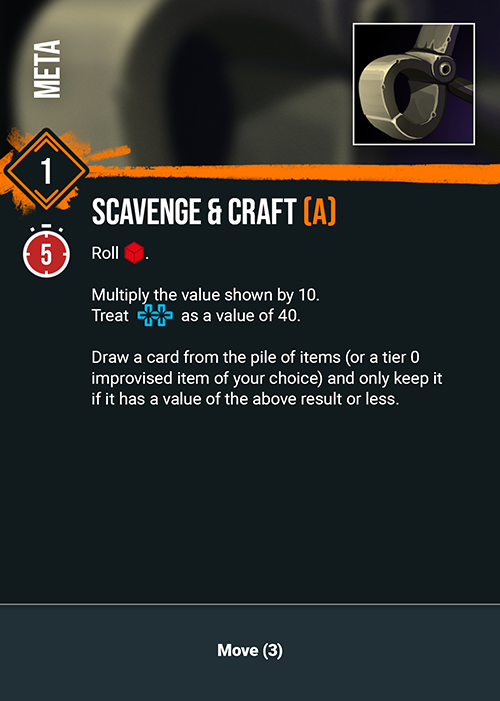 META
1
SCAVENGE & CRAFT (A)
5
Roll .
Multiply the value shown by 10.
Treat as a value of 40.
Draw a card from the pile of items (or a tier 0
improvised item of your choice) and only keep it
if it has a value of the above result or less.
Move (3)